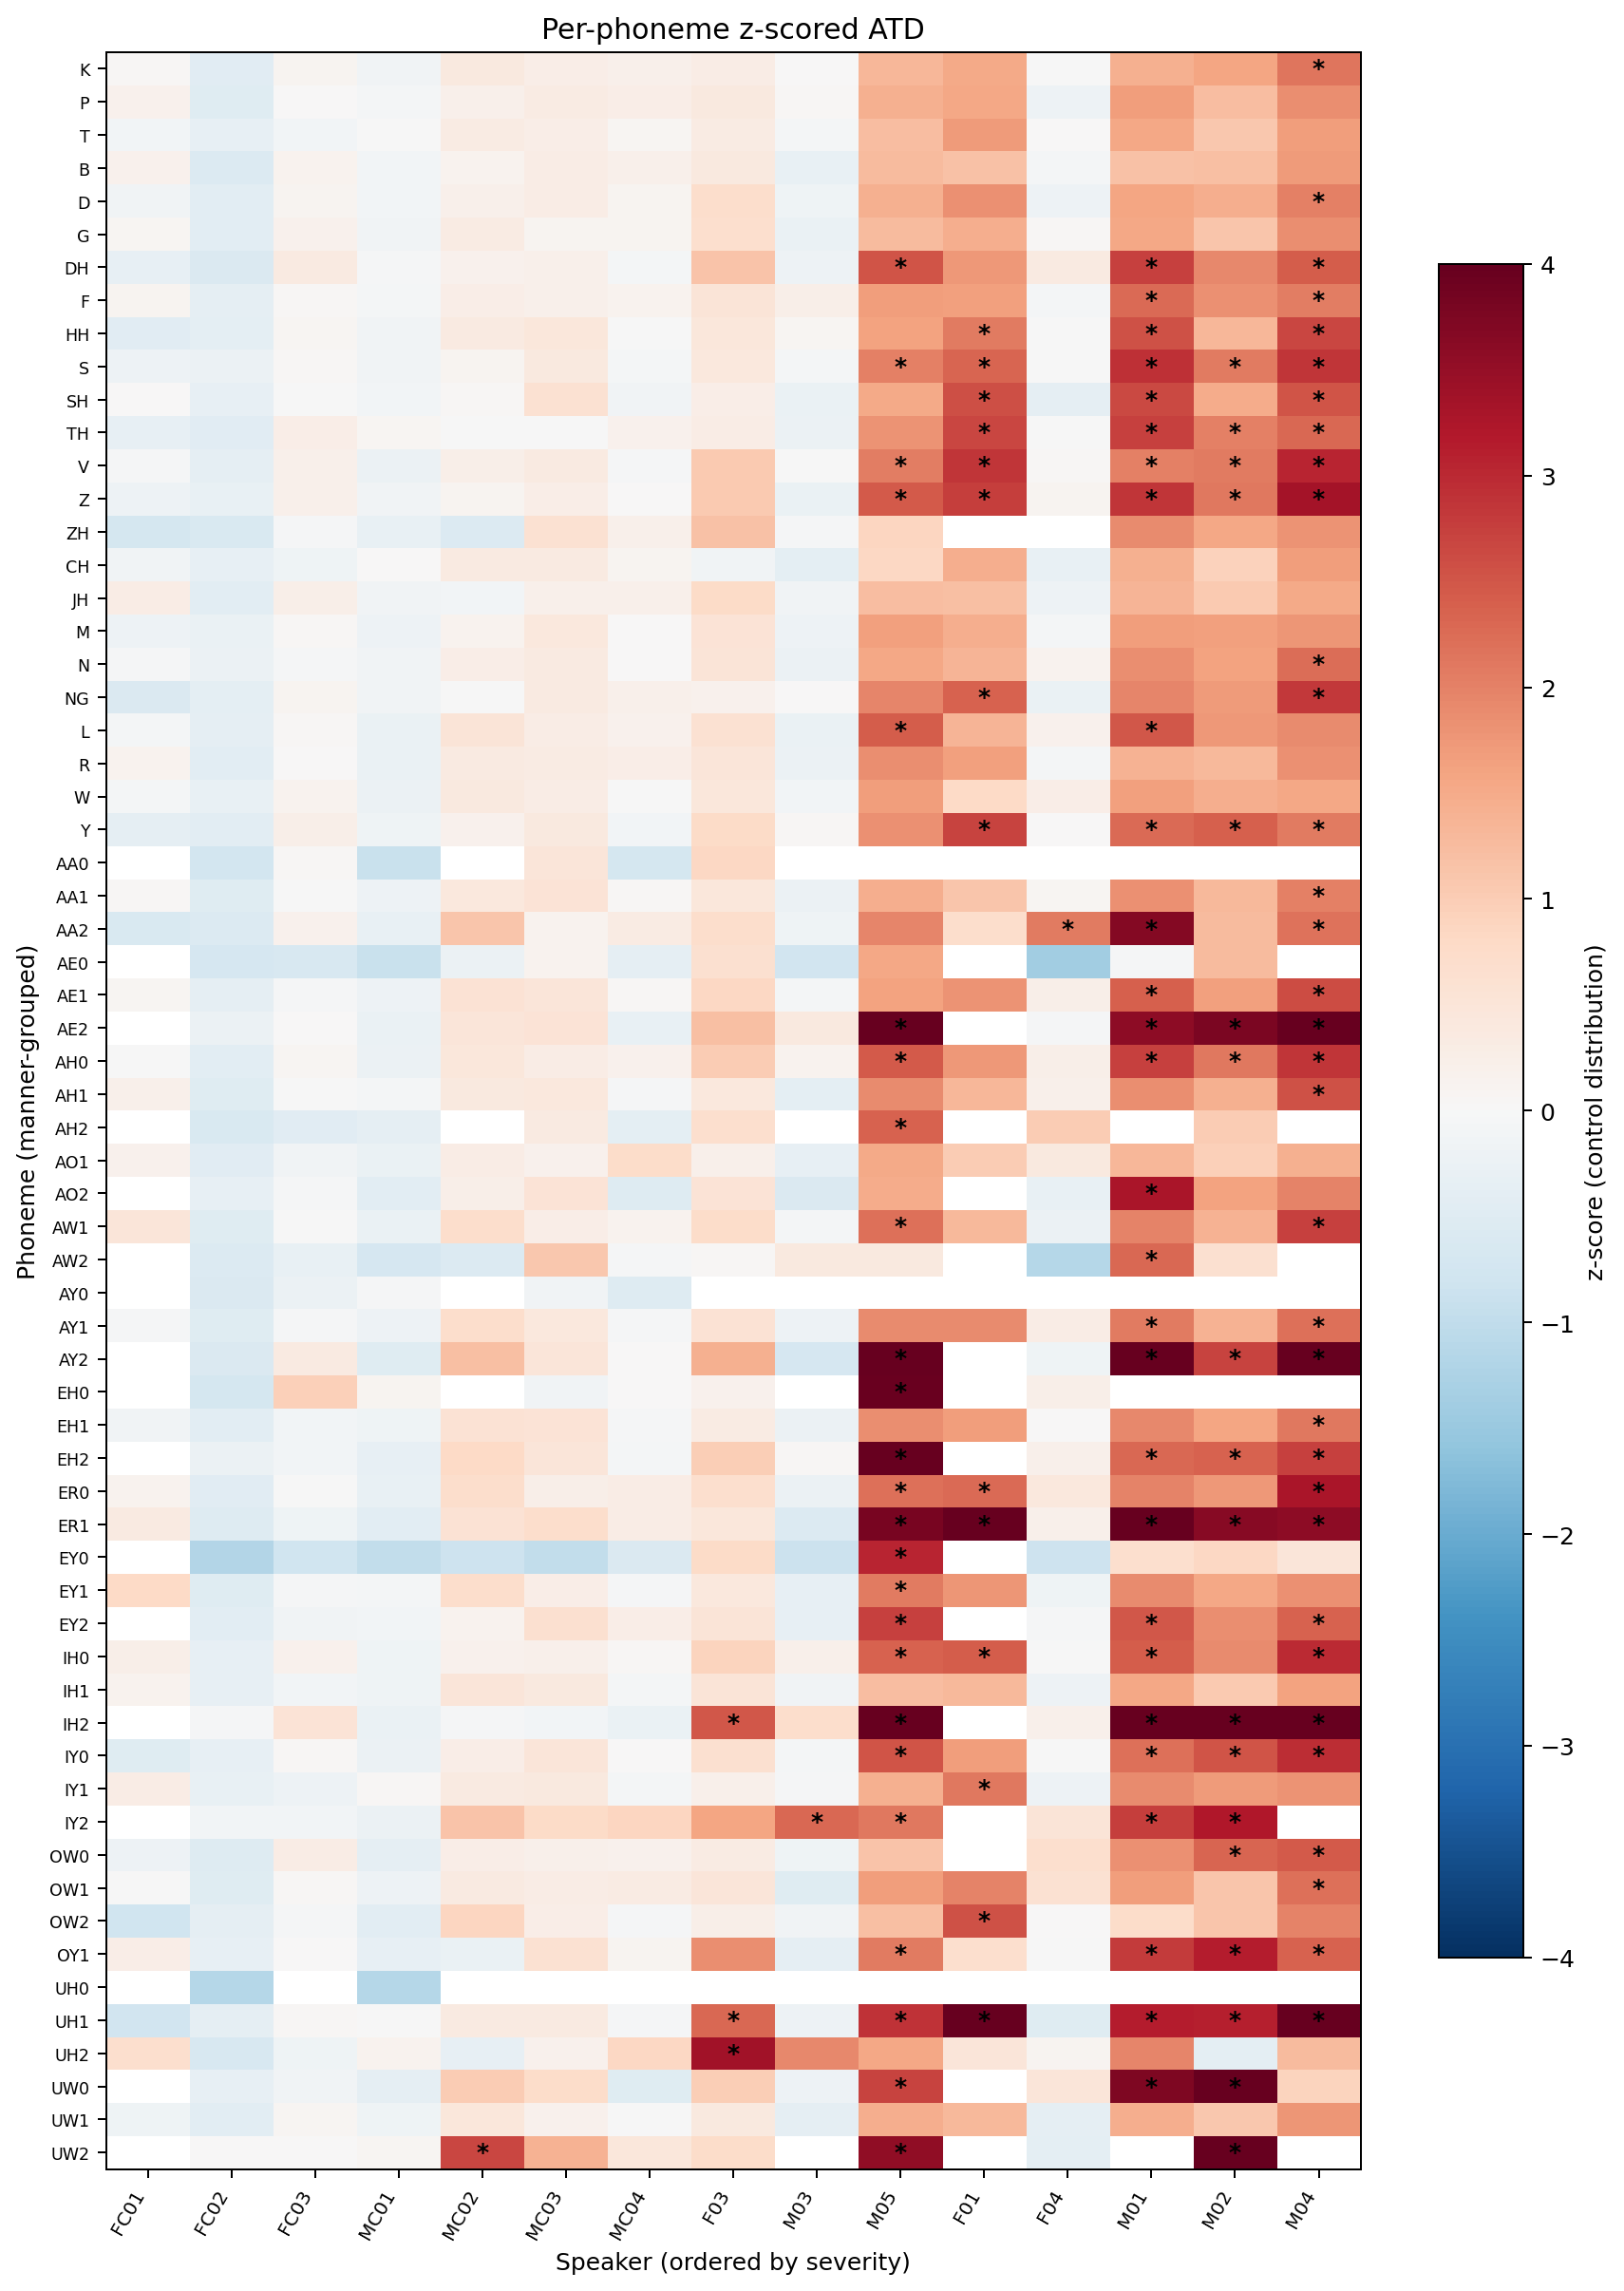 Per-phoneme z-scored ATD
Phoneme (manner-grouped)
K *
P
T
B
D *
G
DH * * *
F * *
HH * * *
S * * * * *
SH * * *
TH * * * *
V * * * * *
Z * * * * *
ZH
CH
JH
M
N *
NG * *
L * *
R
W
Y * * * *
AA0
AA1 *
AA2 * * *
AE0
AE1 * *
AE2 * * * *
AH0 * * * *
AH1 *
AH2 *
AO1
AO2 *
AW1 * *
AW2 *
AY0
AY1 * *
AY2 * * * *
EH0 *
EH1 *
EH2 * * * *
ER0 * * *
ER1 * * * * *
EY0 *
EY1 *
EY2 * * *
IH0 * * * *
IH1
IH2 * * * * *
IY0 * * * *
IY1 *
IY2 * * * *
OW0 * *
OW1 *
OW2 *
OY1 * * * *
UH0
UH1 * * * * * *
UH2 *
UW0 * * *
UW1
UW2 * * *
FC01 FC02 FC03 MC01 MC02 MC03 MC04 F03 M03 M05 F01 F04 M01 M02 M04
Speaker (ordered by severity)
4
3
2
1
0
−1
−2
−3
−4
z-score (control distribution)